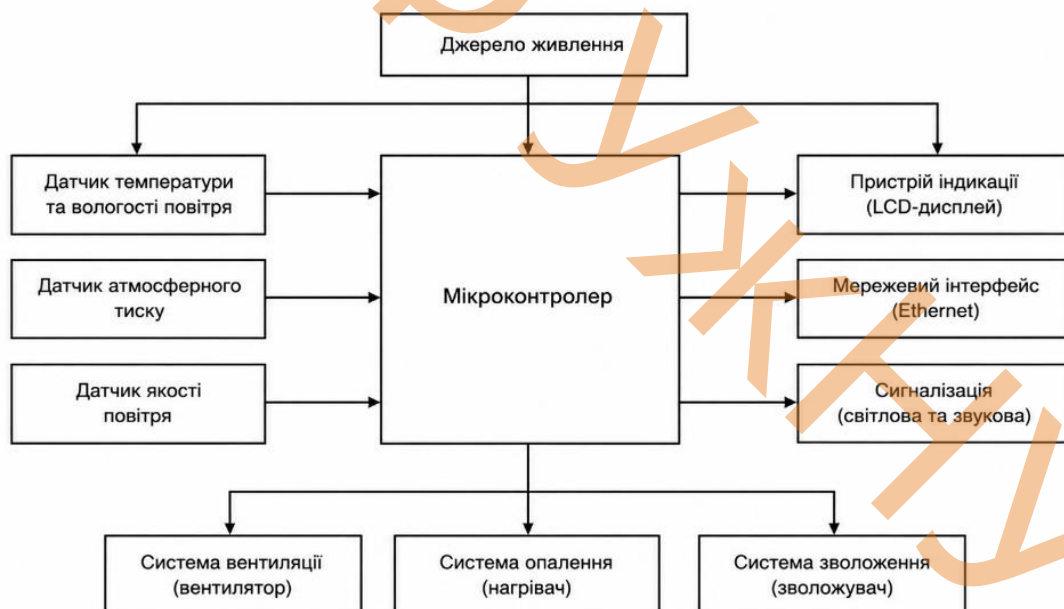 Джерело живлення
Датчик температури
та вологості повітря
Датчик атмосферного
тиску
Датчик якості
повітря
Мікроконтролер
Пристрій індикації
(LCD-дисплей)
Мережевий інтерфейс
(Ethernet)
Сигналізація
(світлова та звукова)
Система вентиляції
(вентилятор)
Система опалення
(нагрівач)
Система зволоження
(зволожувач)
УжНУ